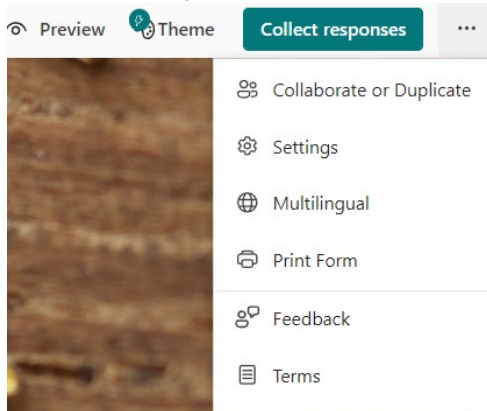 Preview Theme Collect responses ...
Collaborate or Duplicate
Settings
Multilingual
Print Form
Feedback
Terms